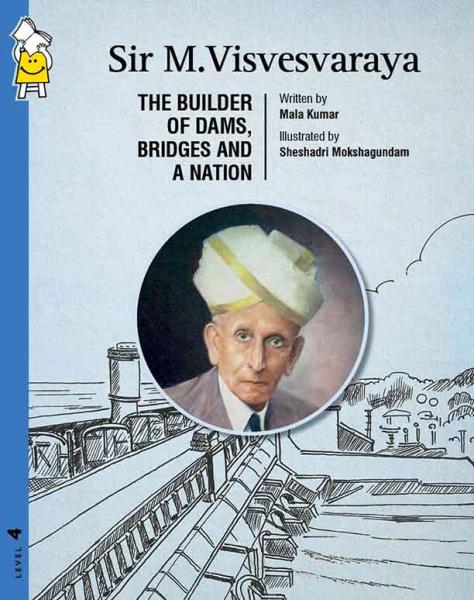 Sir M.Visvesvaraya
THE BUILDER
OF DAMS,
BRIDGES AND
A NATION
Written by
Mala Kumar
Illustrated by
Sheshadri Mokshagundam
LEVEL 4